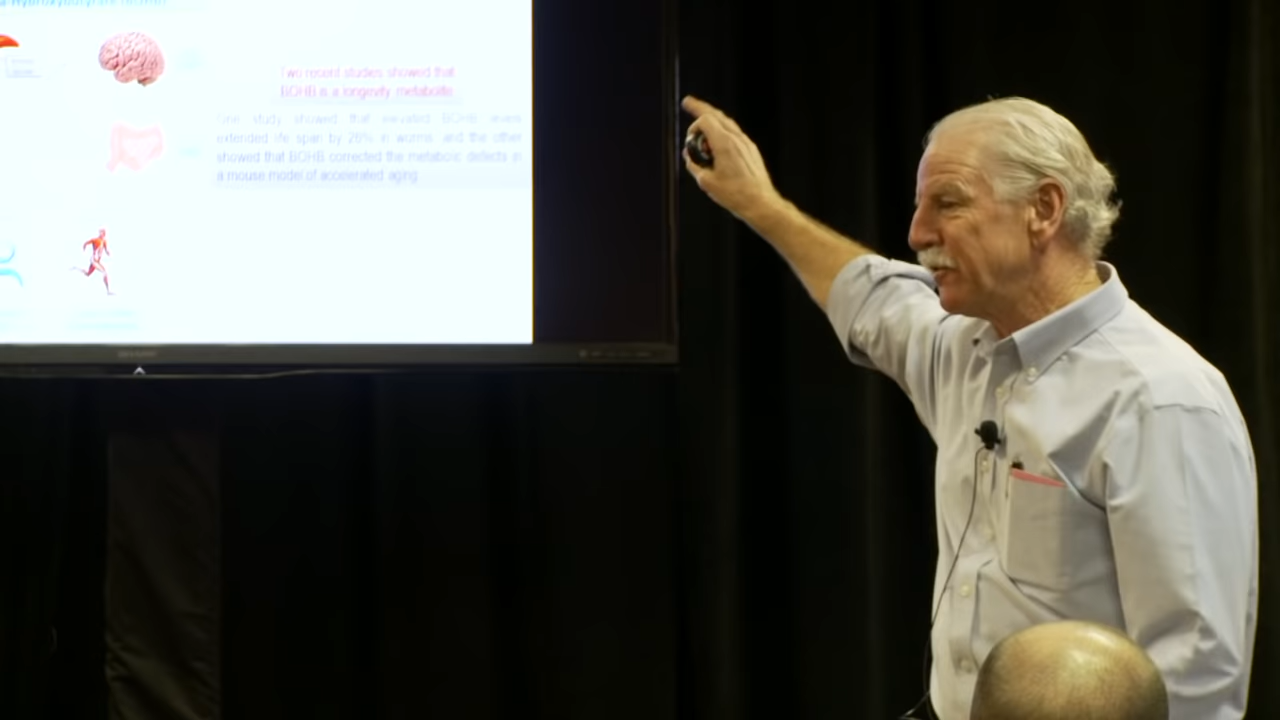 Hydroxybutyrate
Two recent studies showed that
BOHB is a longevity metabolite.
One study showed that elevated BOHB levels
extended life span by 26% in worms and the other
showed that BOHB corrected the metabolic defects in
a mouse model of accelerated aging
SHARP